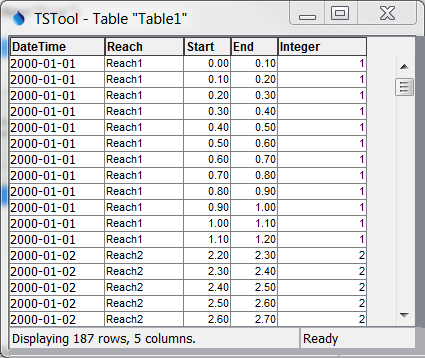 TSTool - Table "Table1"
DateTime Reach Start End Integer
2000-01-01 Reach1 0.00 0.10 1
2000-01-01 Reach1 0.10 0.20 1
2000-01-01 Reach1 0.20 0.30 1
2000-01-01 Reach1 0.30 0.40 1
2000-01-01 Reach1 0.40 0.50 1
2000-01-01 Reach1 0.50 0.60 1
2000-01-01 Reach1 0.60 0.70 1
2000-01-01 Reach1 0.70 0.80 1
2000-01-01 Reach1 0.80 0.90 1
2000-01-01 Reach1 0.90 1.00 1
2000-01-01 Reach1 1.00 1.10 1
2000-01-01 Reach1 1.10 1.20 1
2000-01-02 Reach2 2.20 2.30 2
2000-01-02 Reach2 2.30 2.40 2
2000-01-02 Reach2 2.40 2.50 2
2000-01-02 Reach2 2.50 2.60 2
2000-01-02 Reach2 2.60 2.70 2
Displaying 187 rows, 5 columns. Ready